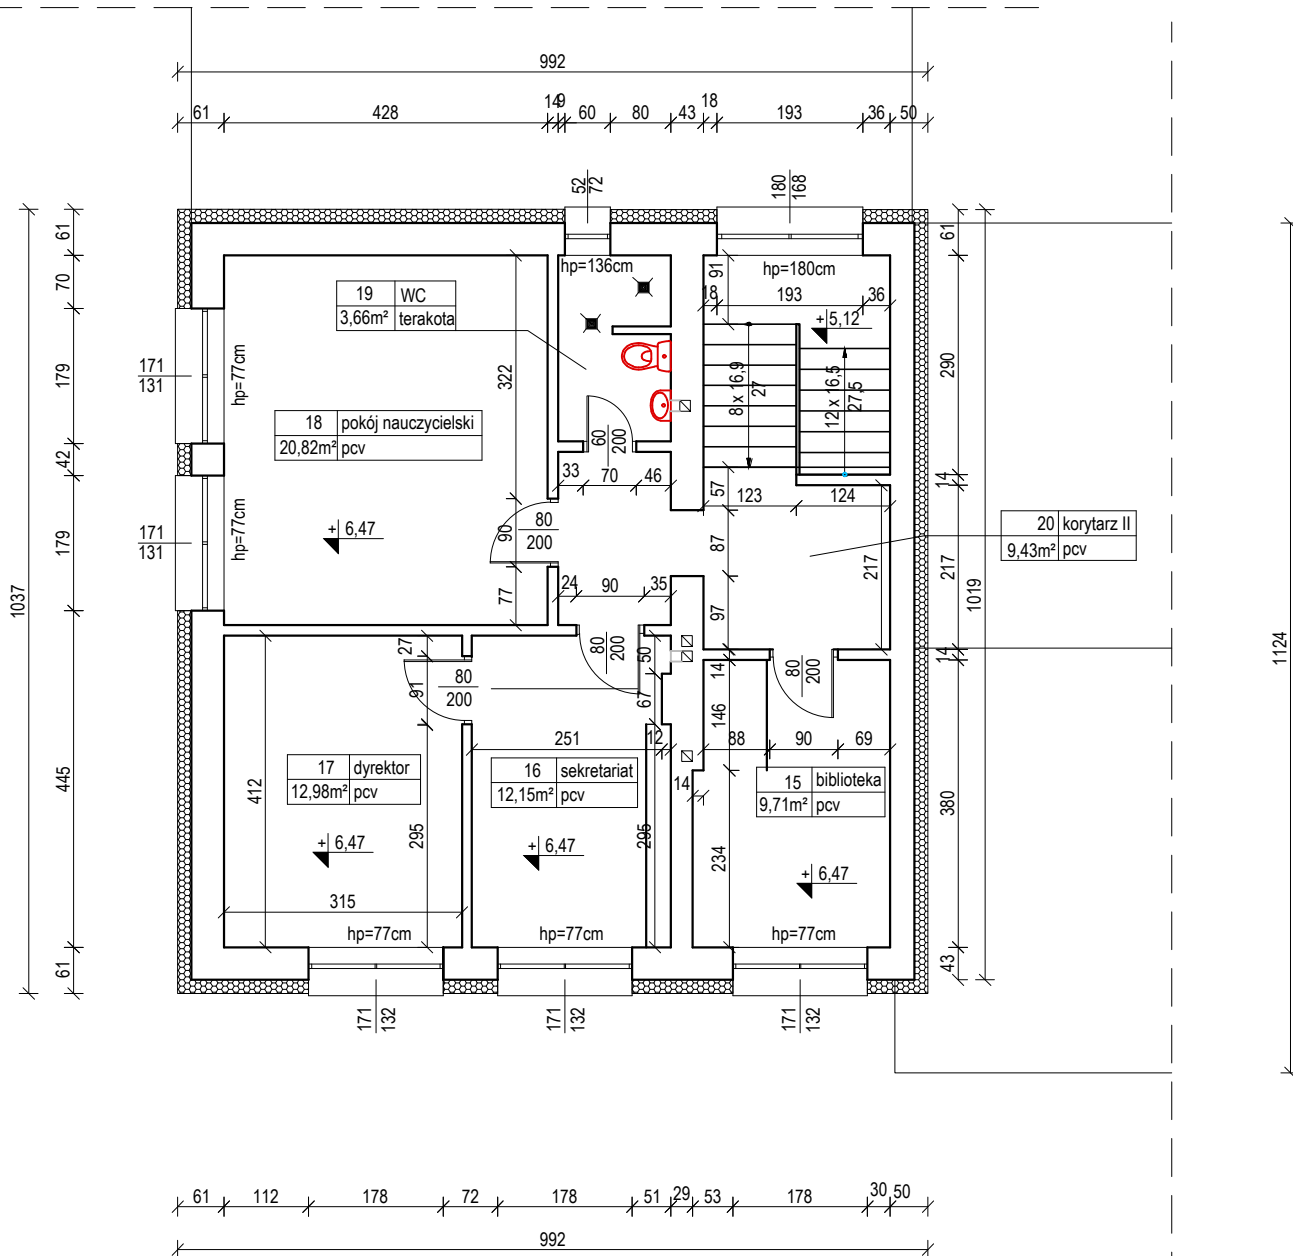 992
61 428 14 9 60 80 43 18 193 36 50
52
72
180
168
61
70
179
42
179
445
61
1037
171
131
171
131
hp=77cm
hp=77cm
hp=136cm
hp=180cm
91
18 193 36
+5,12
19 WC
3,66m² terakota
322
18 pokój nauczycielski
20,82m² pcv
+ 6,47
8 x 16,9
27
12 x 16,5
27,5
60
200
33 70 46
57
123 124
80
200
90
87
20 korytarz II
9,43m² pcv
217
24 90 35
77
97
61
290
14
217
14
380
43
1019
1124
27
80
200
91
80
200
50
67
80
200
14
146
251 12
88 90 69
17 dyrektor
12,98m² pcv
16 sekretariat
12,15m² pcv
14
15 biblioteka
9,71m² pcv
412
295
295
234
+ 6,47
+ 6,47
+ 6,47
315
hp=77cm
hp=77cm
hp=77cm
171
132
171
132
171
132
61 112 178 72 178 51 29 53 178 30 50
992